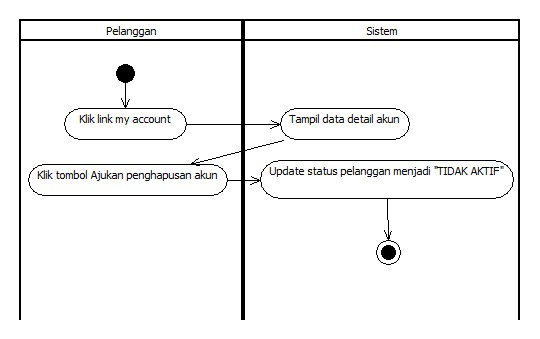 Pelanggan
Sistem
Klik link my account
Tampil data detail akun
Klik tombol Ajukan penghapusan akun
Update status pelanggan menjadi "TIDAK AKTIF"